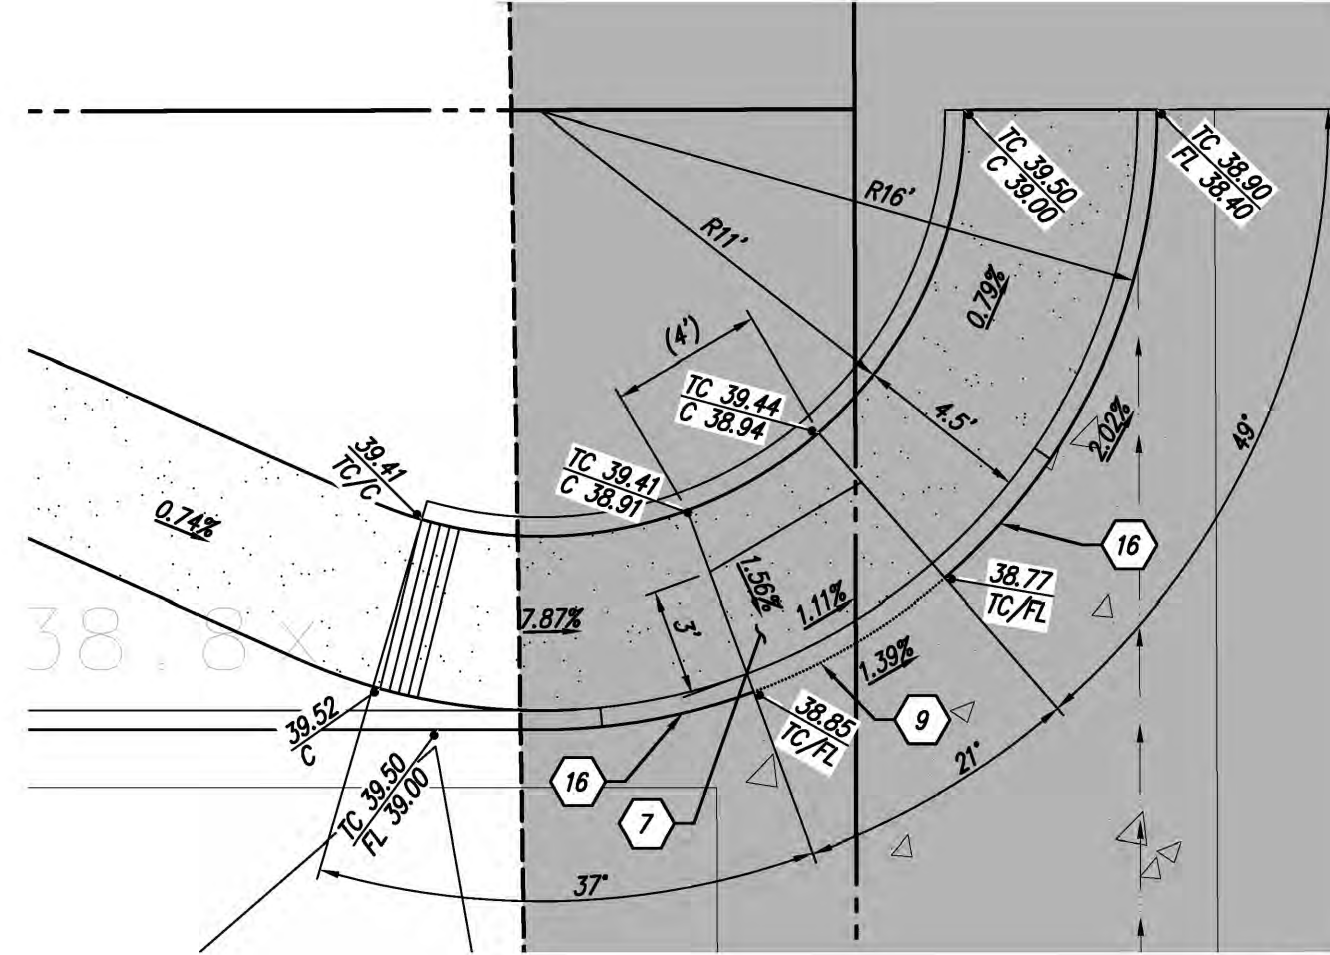 TC 39.50
C 39.00
TC 38.90
FL 38.40
R16'
R11'
0.79%
(4')
TC 39.44
C 38.94
4.5'
2.02%
49°
39.41
TC/C
TC 39.41
C 38.91
0.74%
16
38.77
TC/FL
1.56%
1.11%
7.87%
3'
38.8x
1.39%
39.52
C
38.85
TC/FL
9
21°
TC 39.50
FL 39.00
16
7
37°